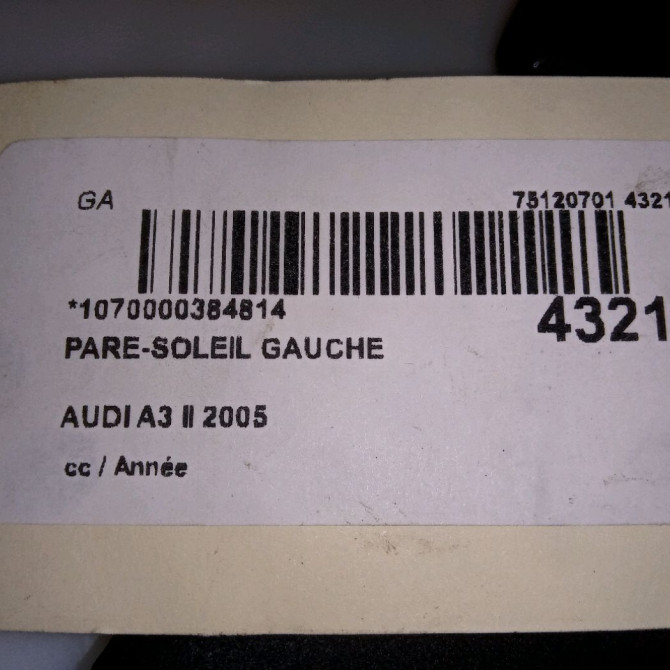 GA 75120701 4321
*1070000384814
4321
PARE-SOLEIL GAUCHE
AUDI A3 II 2005
cc / Année